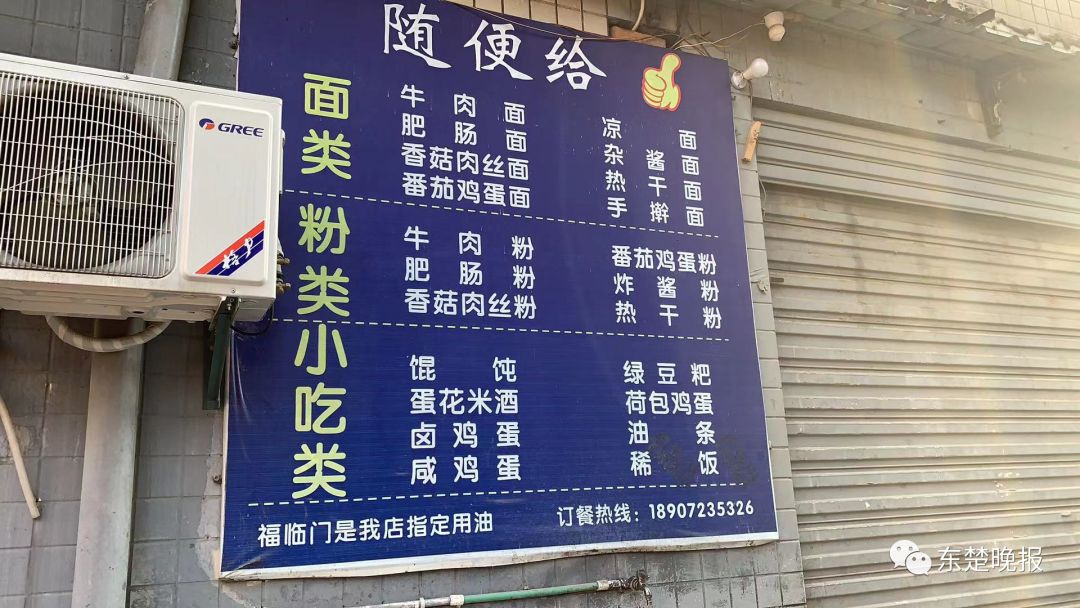 随便给
面类
牛肉面
肥肠面
香菇肉丝面
番茄鸡蛋面
凉面
杂酱面
热干面
手擀面
粉类
牛肉粉
肥肠粉
香菇肉丝粉
番茄鸡蛋粉
炸酱粉
热干粉
小吃类
馄饨
蛋花米酒
卤鸡蛋
咸鸡蛋
绿豆粑
荷包鸡蛋
油条
稀饭
福临门是我店指定用油
订餐热线：18907235326
GREE
东楚晚报